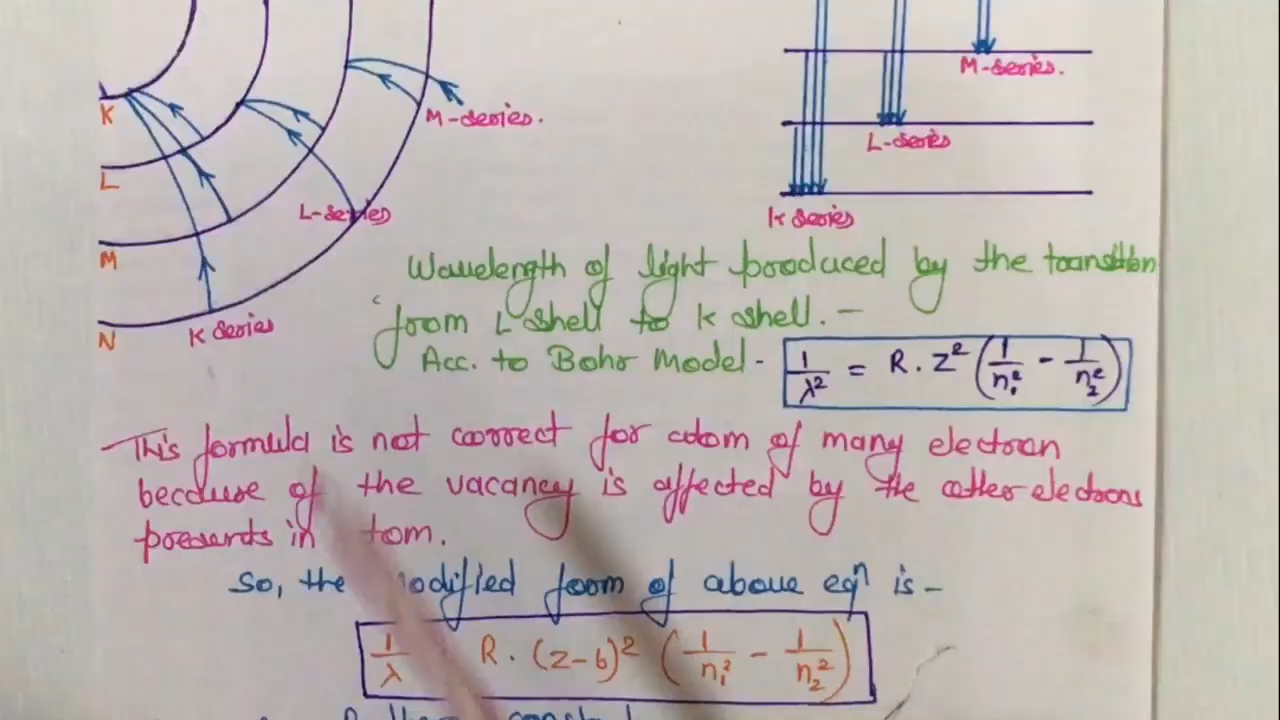 K
L
M
N
K series
L-series
M-series.
M-series.
L-series
K series
Wavelength of light produced by the transition
from L shell to K shell. -
Acc. to Bohr Model - 1/λ² = R. Z² (1/n₁² - 1/n₂²)
This formula is not correct for atom of many electron
because of the vacancy is affected by the other electrons
presents in tom.
So, the odified form of above eqⁿ is -
1/λ R. (Z-b)² (1/n₁² - 1/n₂²)